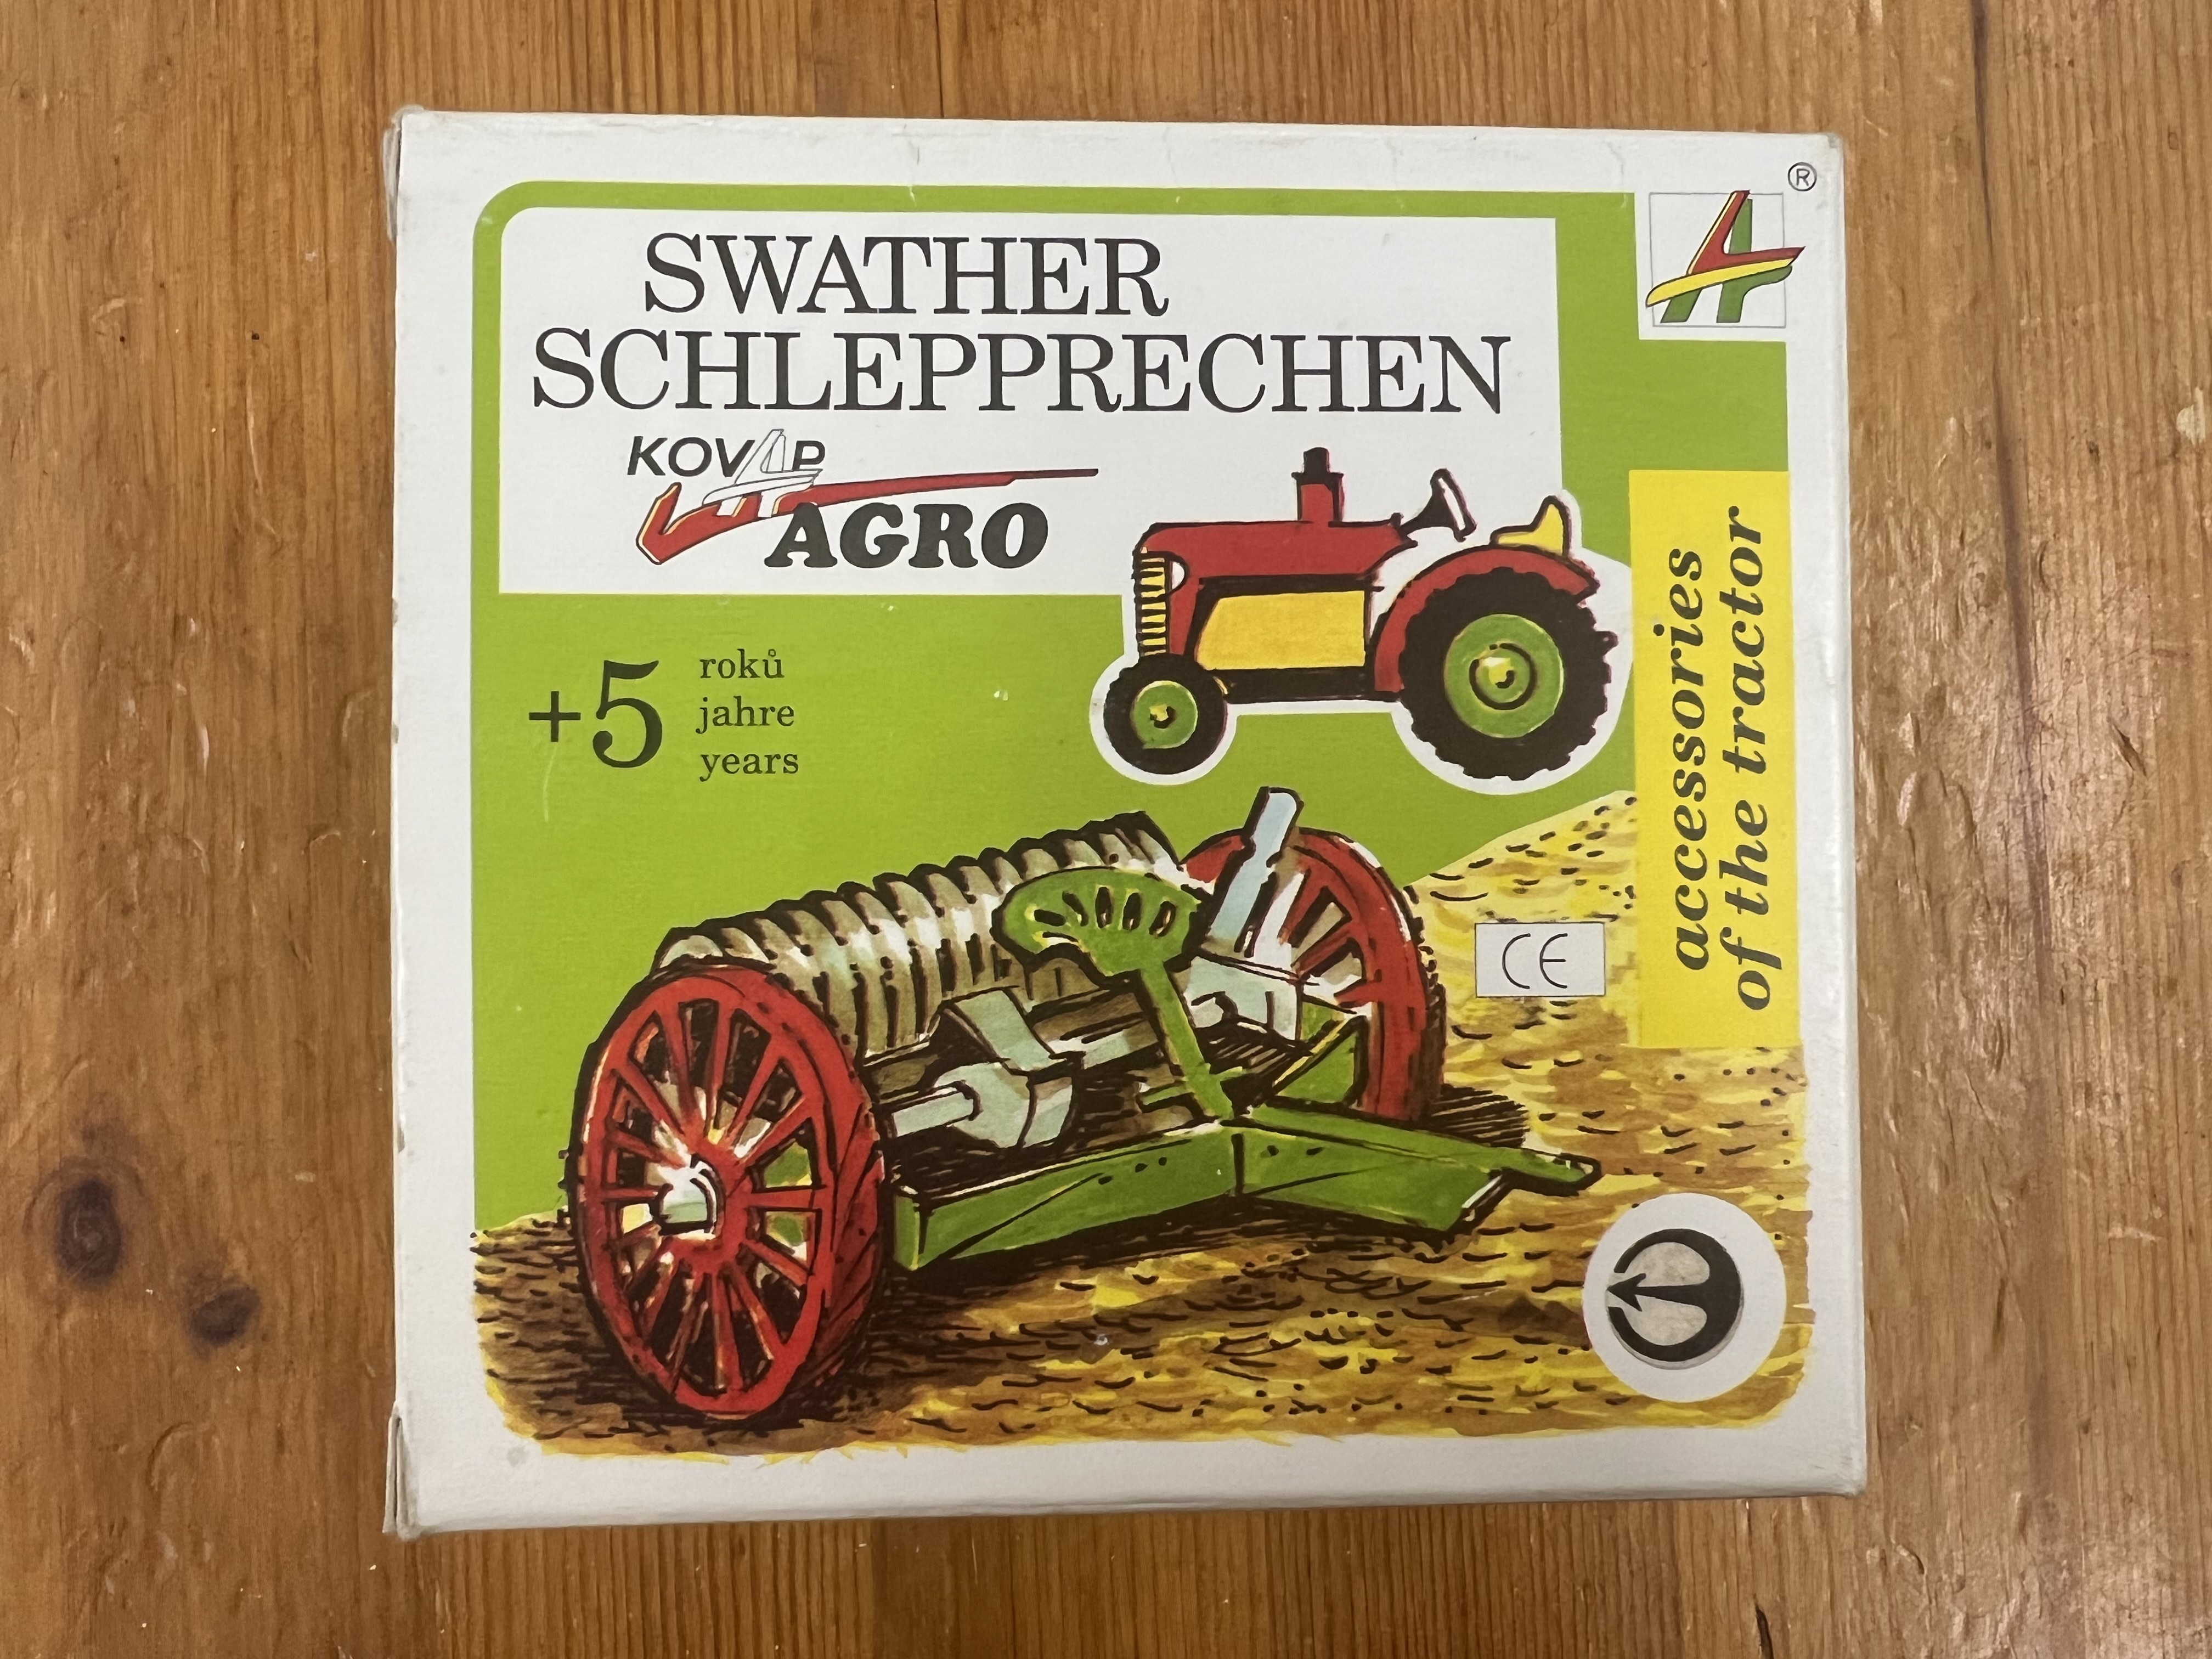 SWATHER
SCHLEPPRECHEN
®
KOVAP
AGRO
+5
roků
jahre
years
accessories
of the tractor
CE